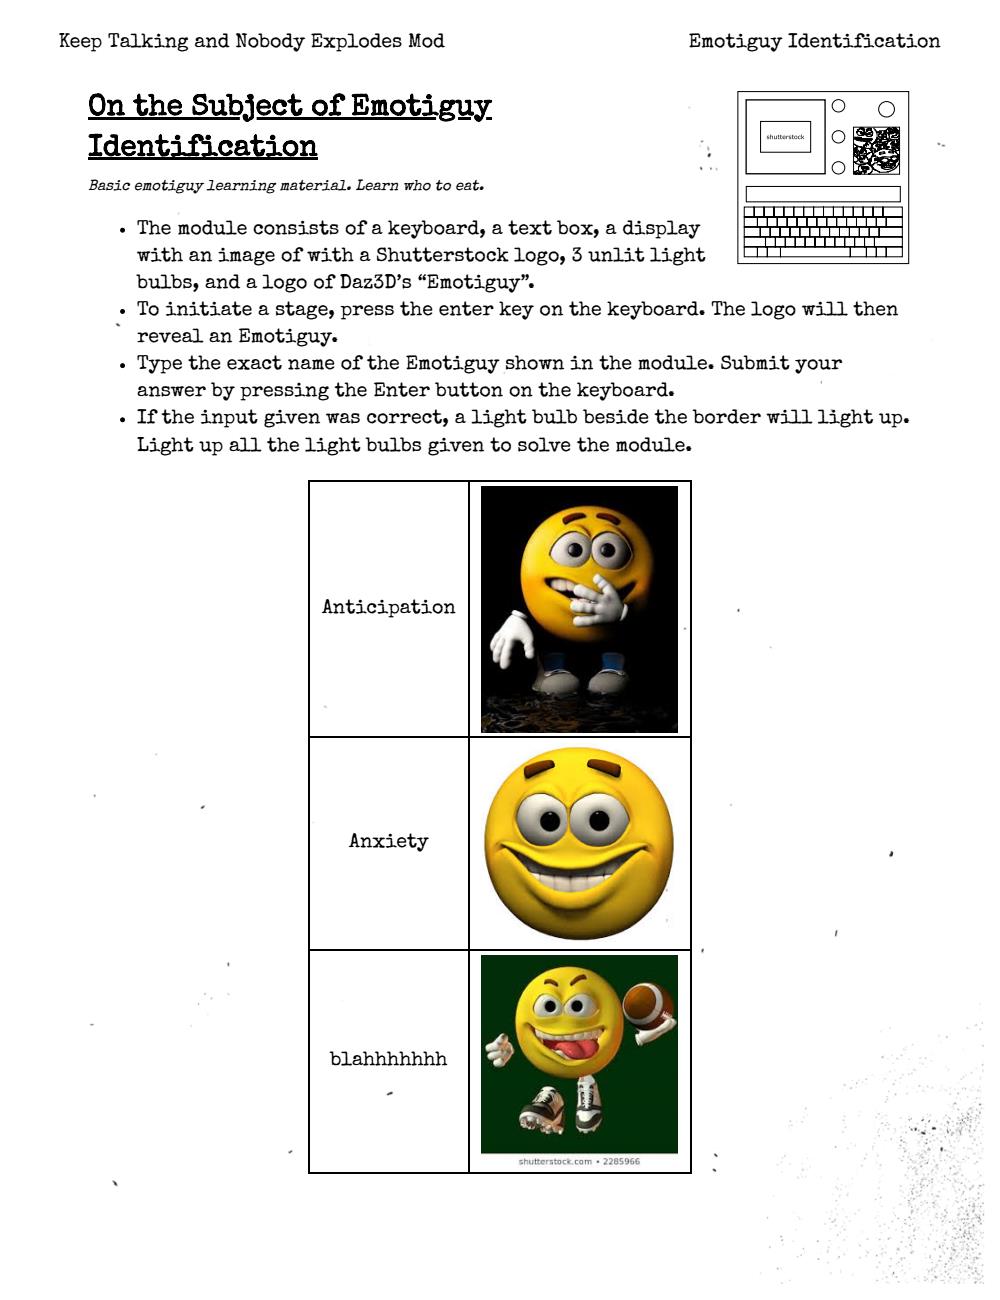 Keep Talking and Nobody Explodes Mod
Emotiguy Identification
On the Subject of Emotiguy
Identification
Basic emotiguy learning material. Learn who to eat.
shutterstock
• The module consists of a keyboard, a text box, a display
with an image of with a Shutterstock logo, 3 unlit light
bulbs, and a logo of Daz3D’s “Emotiguy”.
• To initiate a stage, press the enter key on the keyboard. The logo will then
reveal an Emotiguy.
• Type the exact name of the Emotiguy shown in the module. Submit your
answer by pressing the Enter button on the keyboard.
• If the input given was correct, a light bulb beside the border will light up.
Light up all the light bulbs given to solve the module.
Anticipation
Anxiety
blahhhhhhh
shutterstock.com • 2285966